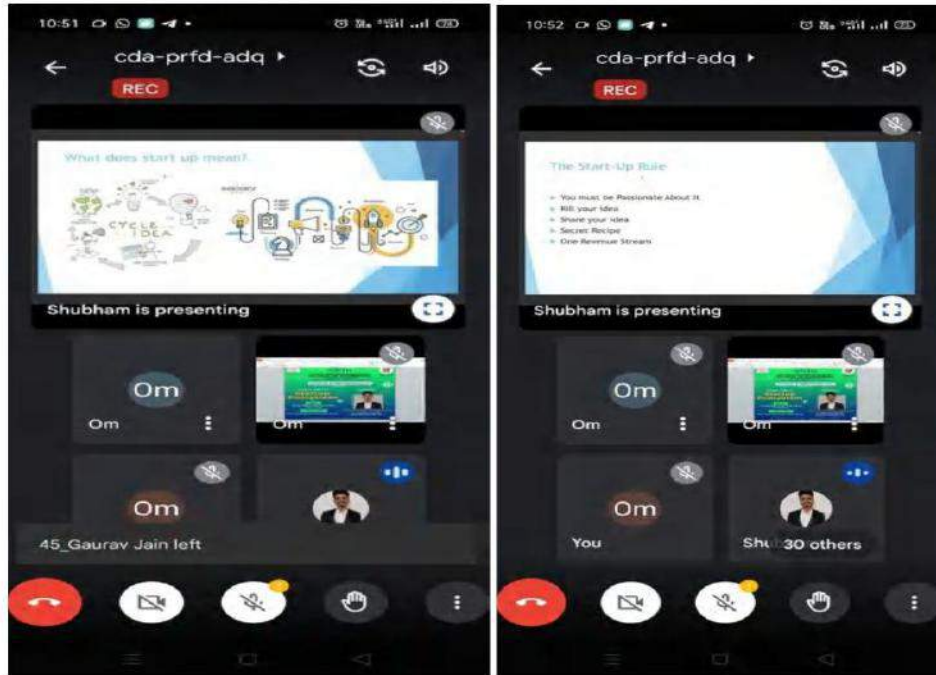 10:51
cda-prfd-adq
REC
What does start up mean?
CYCLE
IDEA
Shubham is presenting
Om
Om
Om
Om
45_Gaurav Jain left
10:52
cda-prfd-adq
REC
The Start-Up Rule
You must be Passionate About It
Kill your Idea
Share your idea
Secret Recipe
One Revenue Stream
Shubham is presenting
Om
Om
Om
Om
You
Shu 30 others